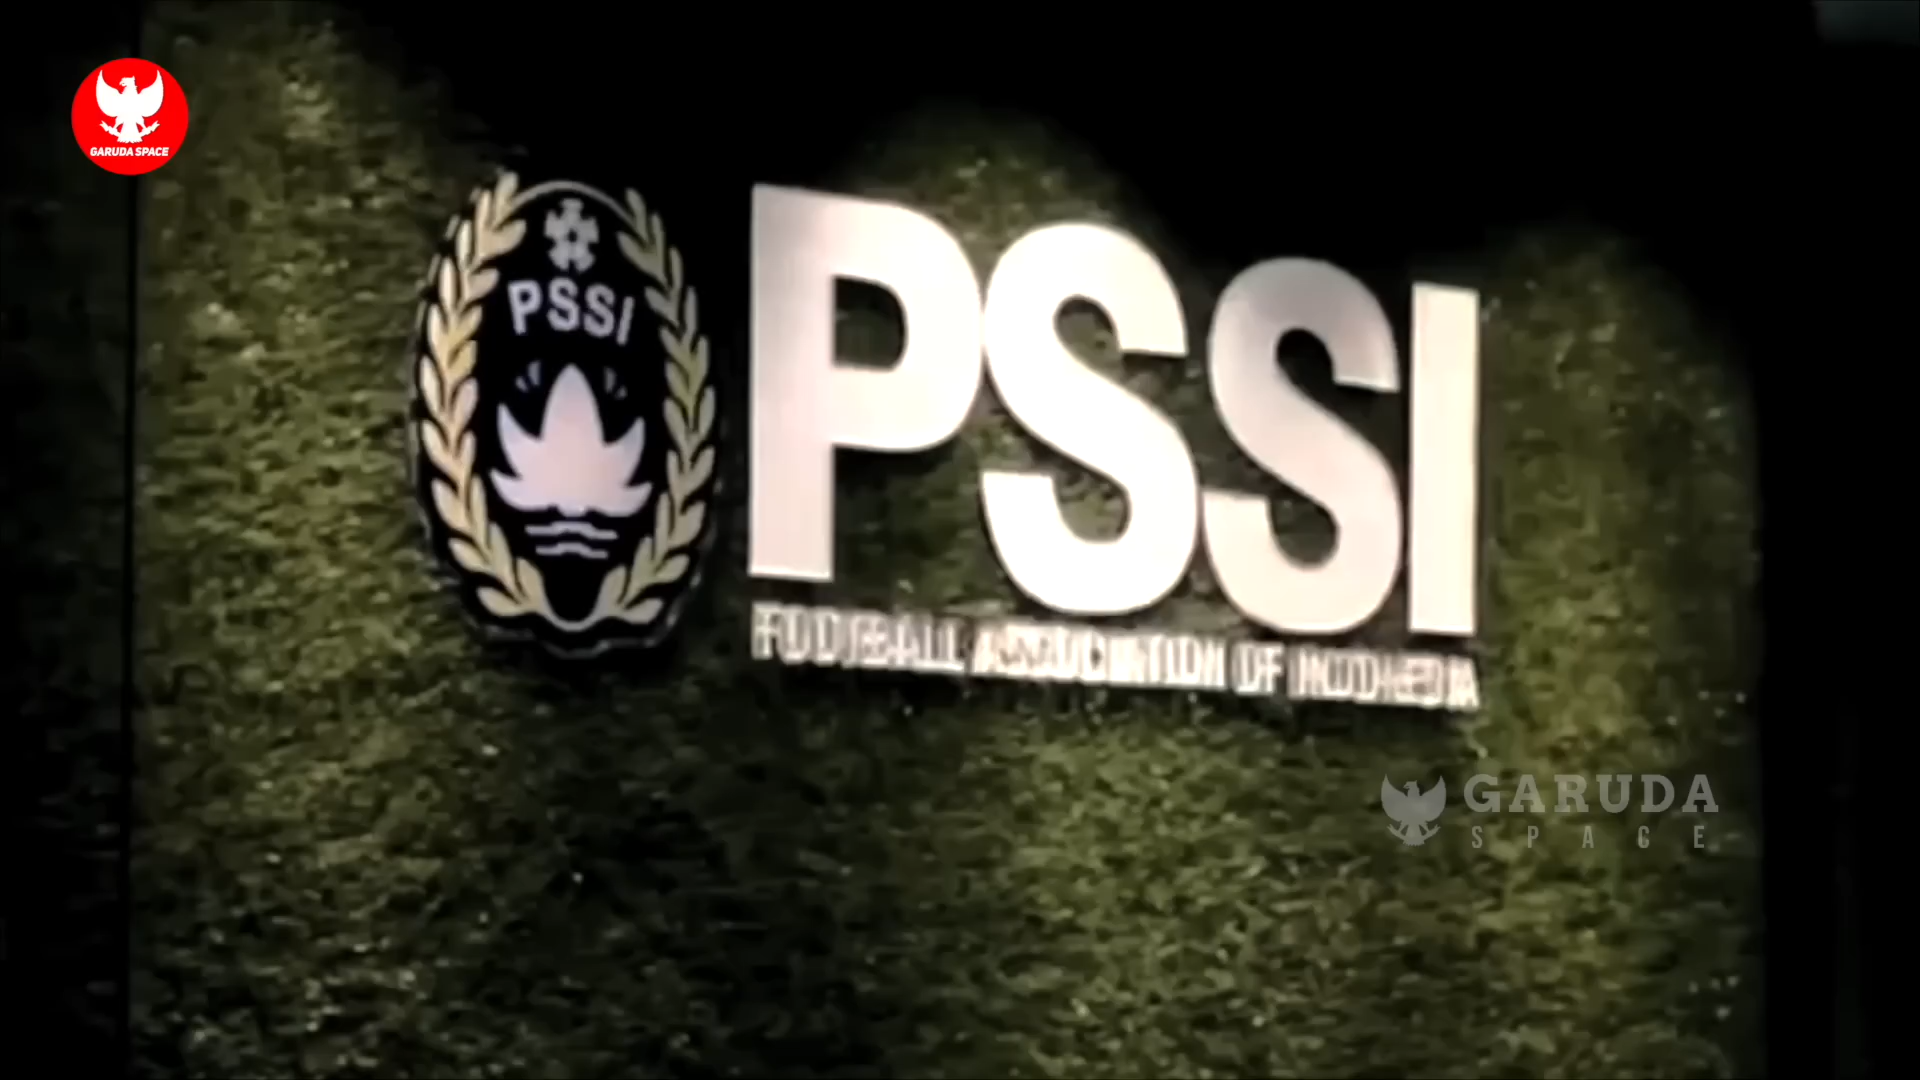 GARUDA SPACE
PSSI
PSSI
FOOTBALL ASSOCIATION OF INDONESIA
GARUDA
SPACE